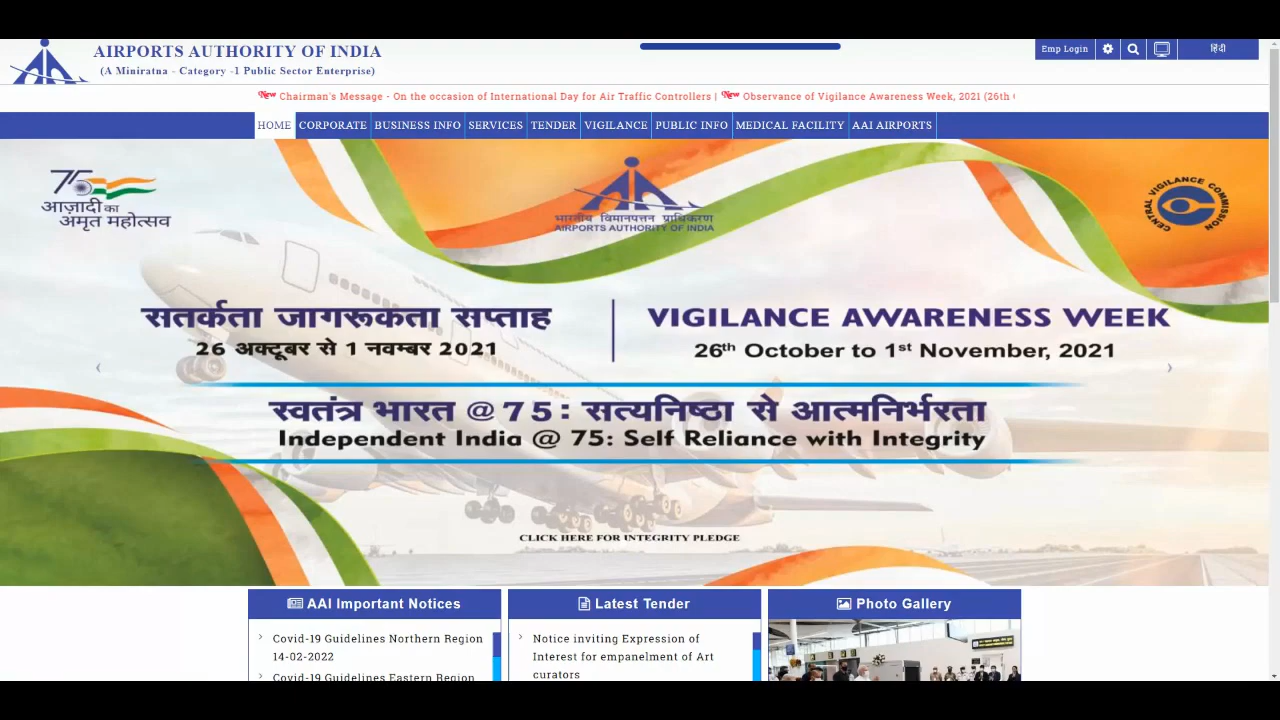 AIRPORTS AUTHORITY OF INDIA
(A Miniratna - Category -1 Public Sector Enterprise)
Emp Login
हिंदी
New Chairman's Message - On the occasion of International Day for Air Traffic Controllers | New Observance of Vigilance Awareness Week, 2021 (26th
HOME CORPORATE BUSINESS INFO SERVICES TENDER VIGILANCE PUBLIC INFO MEDICAL FACILITY AAI AIRPORTS
75
आज़ादी का
अमृत महोत्सव
भारतीय विमानपत्तन प्राधिकरण
AIRPORTS AUTHORITY OF INDIA
CENTRAL VIGILANCE COMMISSION
सतर्कता जागरूकता सप्ताह
26 अक्टूबर से 1 नवम्बर 2021
VIGILANCE AWARENESS WEEK
26th October to 1st November, 2021
स्वतंत्र भारत @ 75 : सत्यनिष्ठा से आत्मनिर्भरता
Independent India @ 75: Self Reliance with Integrity
CLICK HERE FOR INTEGRITY PLEDGE
AAI Important Notices
Covid-19 Guidelines Northern Region
14-02-2022
Covid-19 Guidelines Eastern Region
Latest Tender
Notice inviting Expression of
Interest for empanelment of Art
curators
Photo Gallery